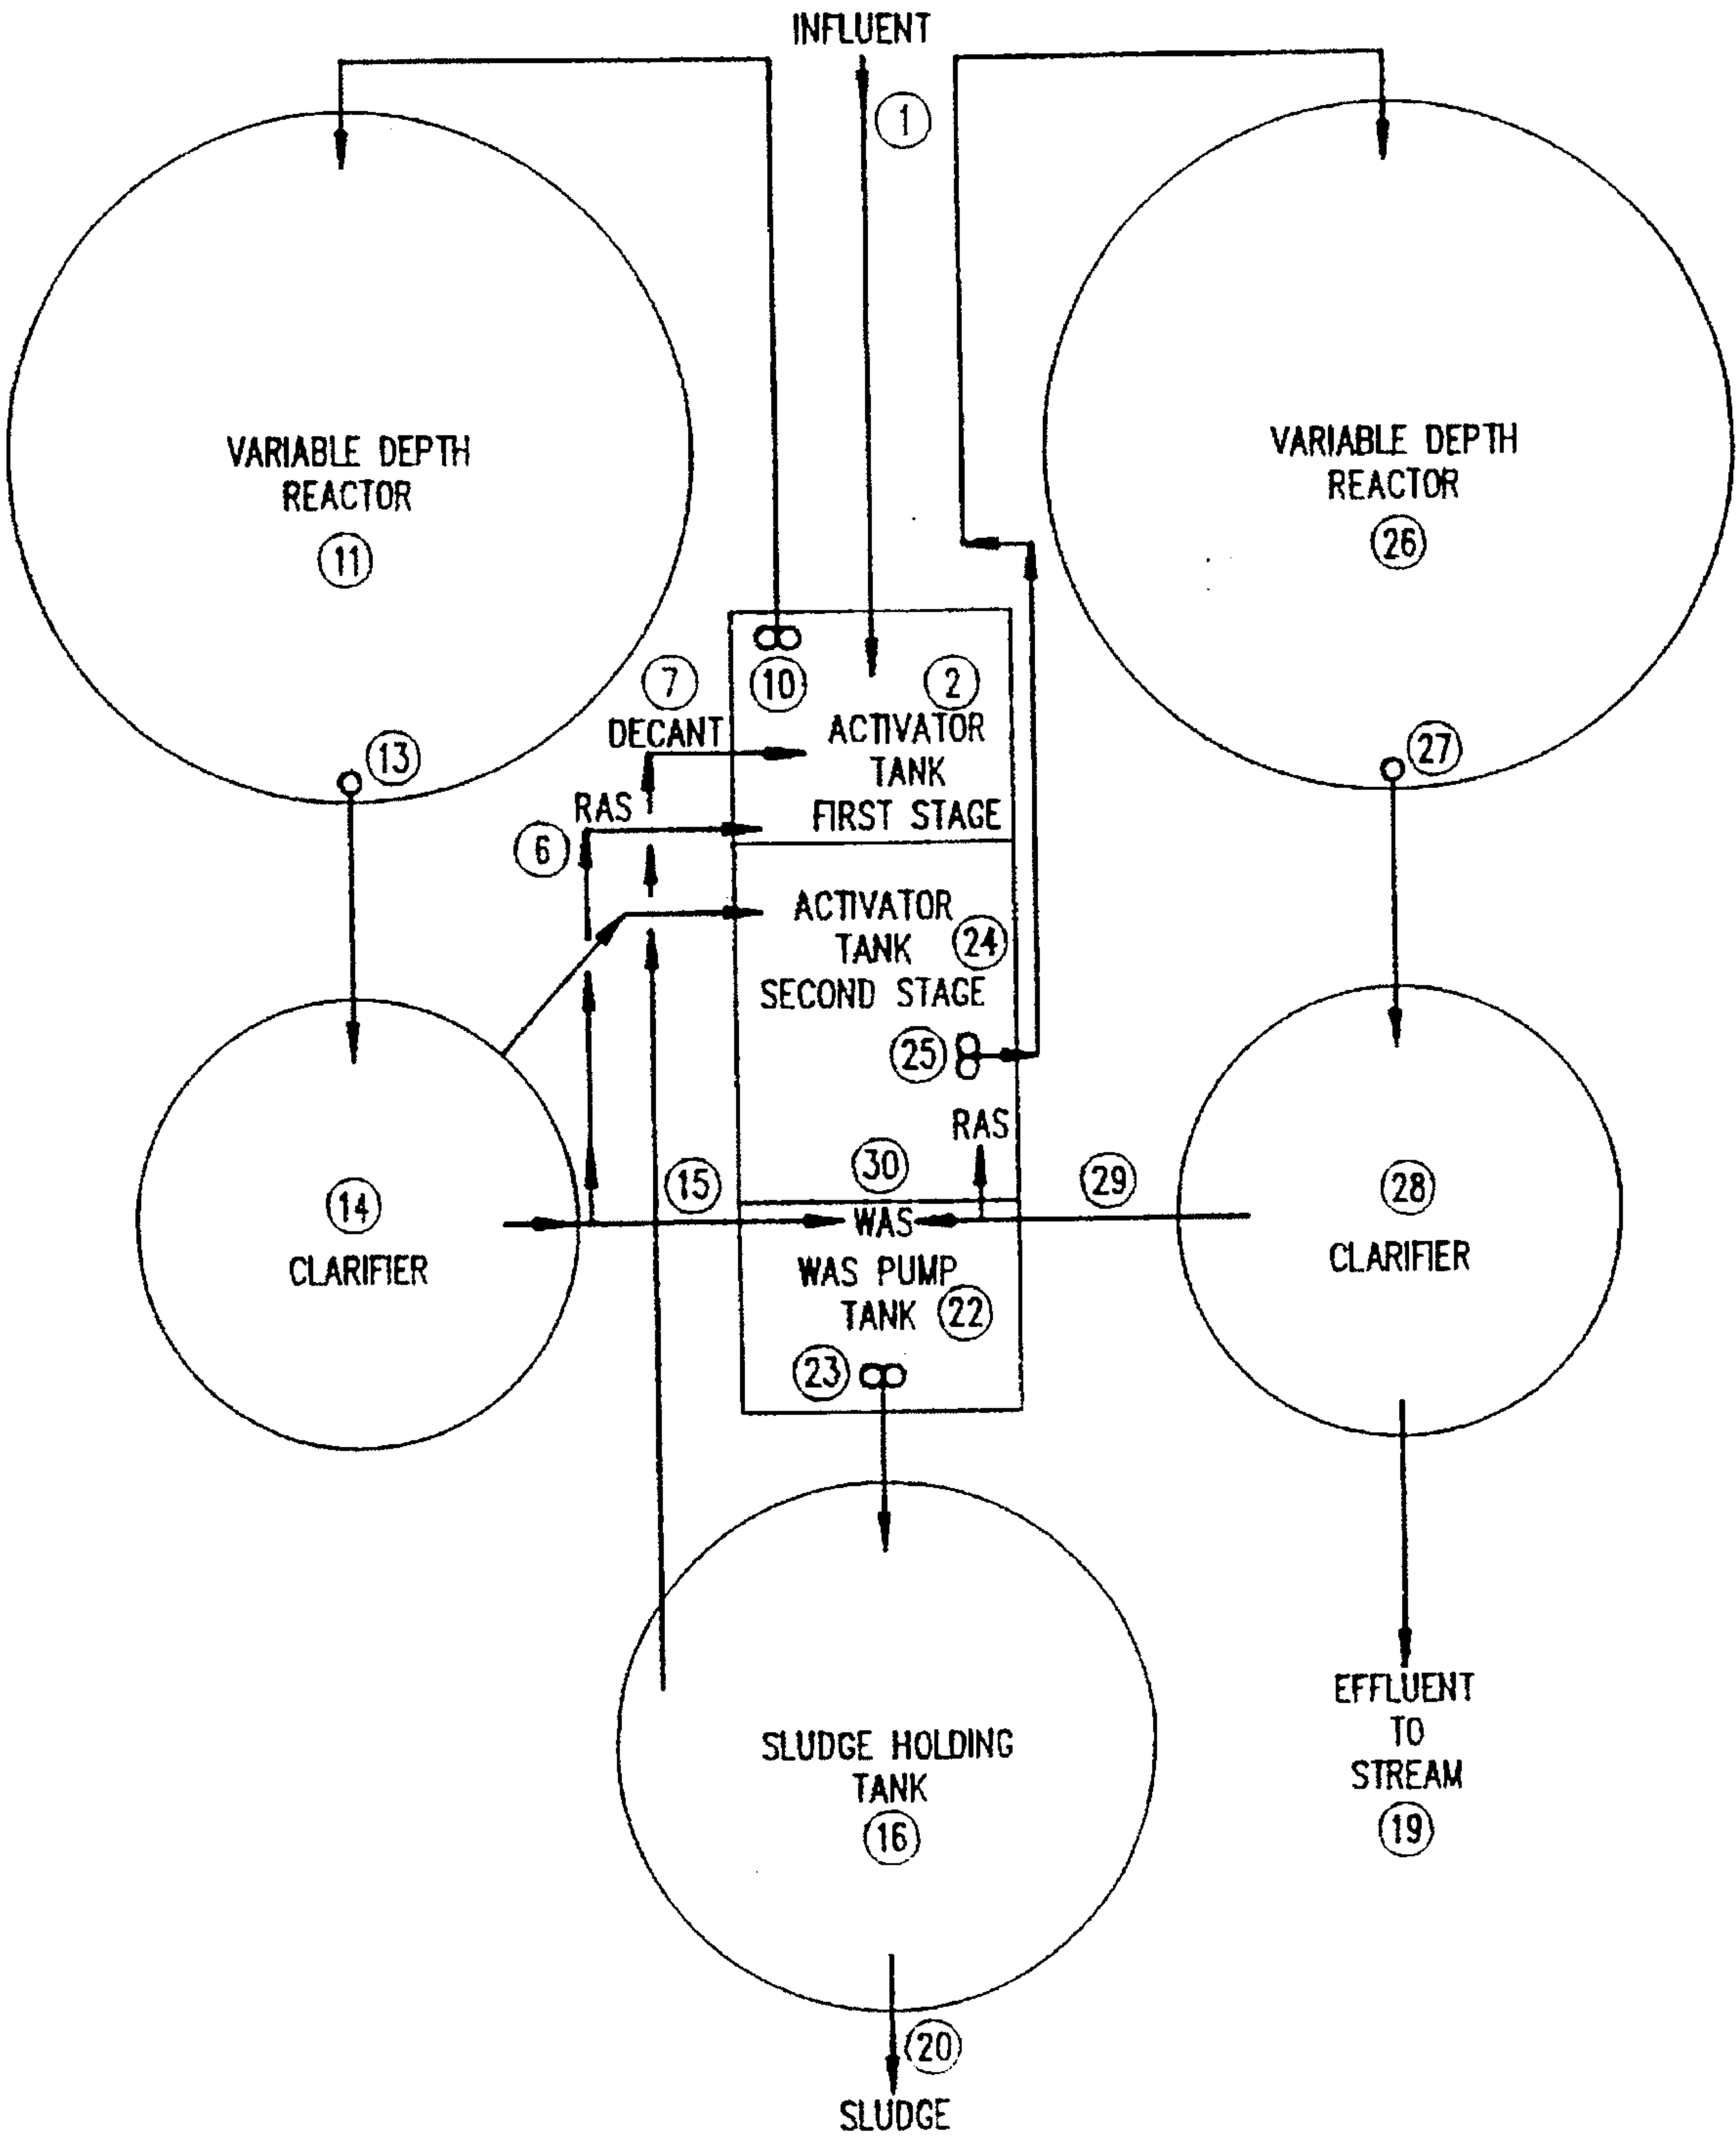 INFLUENT
1
VARIABLE DEPTH
REACTOR
11
VARIABLE DEPTH
REACTOR
26
10
2
ACTIVATOR
TANK
FIRST STAGE
7
DECANT
13
27
RAS
6
ACTIVATOR
TANK
24
SECOND STAGE
25
RAS
30
15
29
14
CLARIFIER
28
CLARIFIER
WAS
WAS PUMP
TANK
22
23
SLUDGE HOLDING
TANK
16
EFFLUENT
TO
STREAM
19
20
SLUDGE